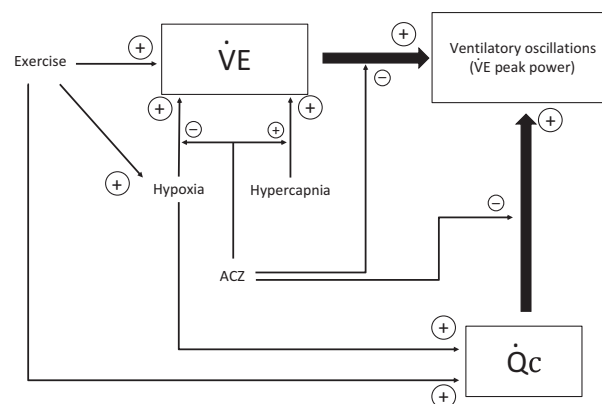 Exercise
V̇E
Ventilatory oscillations
(V̇E peak power)
+
+
+
+
+
−
+
−
+
+
Hypoxia
Hypercapnia
−
ACZ
+
Q̇c
+